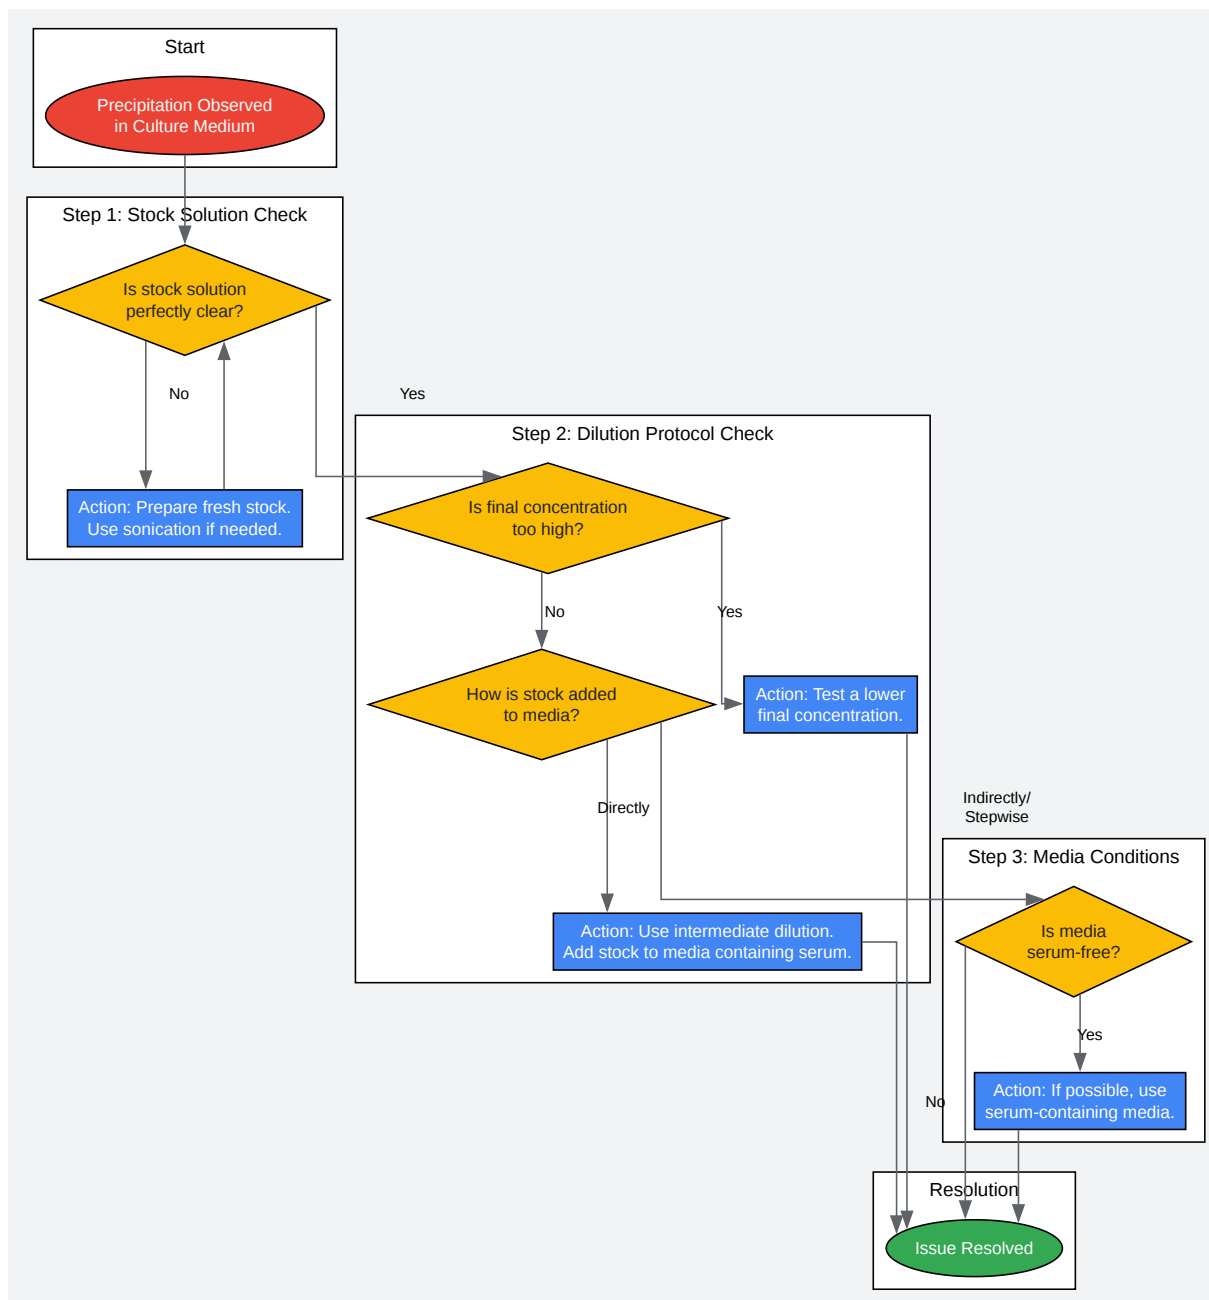 Start
Precipitation Observed
in Culture Medium
Step 1: Stock Solution Check
Is stock solution
perfectly clear?
No
Yes
Action: Prepare fresh stock.
Use sonication if needed.
Step 2: Dilution Protocol Check
Is final concentration
too high?
No
Yes
How is stock added
to media?
Action: Test a lower
final concentration.
Directly
Indirectly/
Stepwise
Action: Use intermediate dilution.
Add stock to media containing serum.
Step 3: Media Conditions
Is media
serum-free?
Yes
No
Action: If possible, use
serum-containing media.
Resolution
Issue Resolved